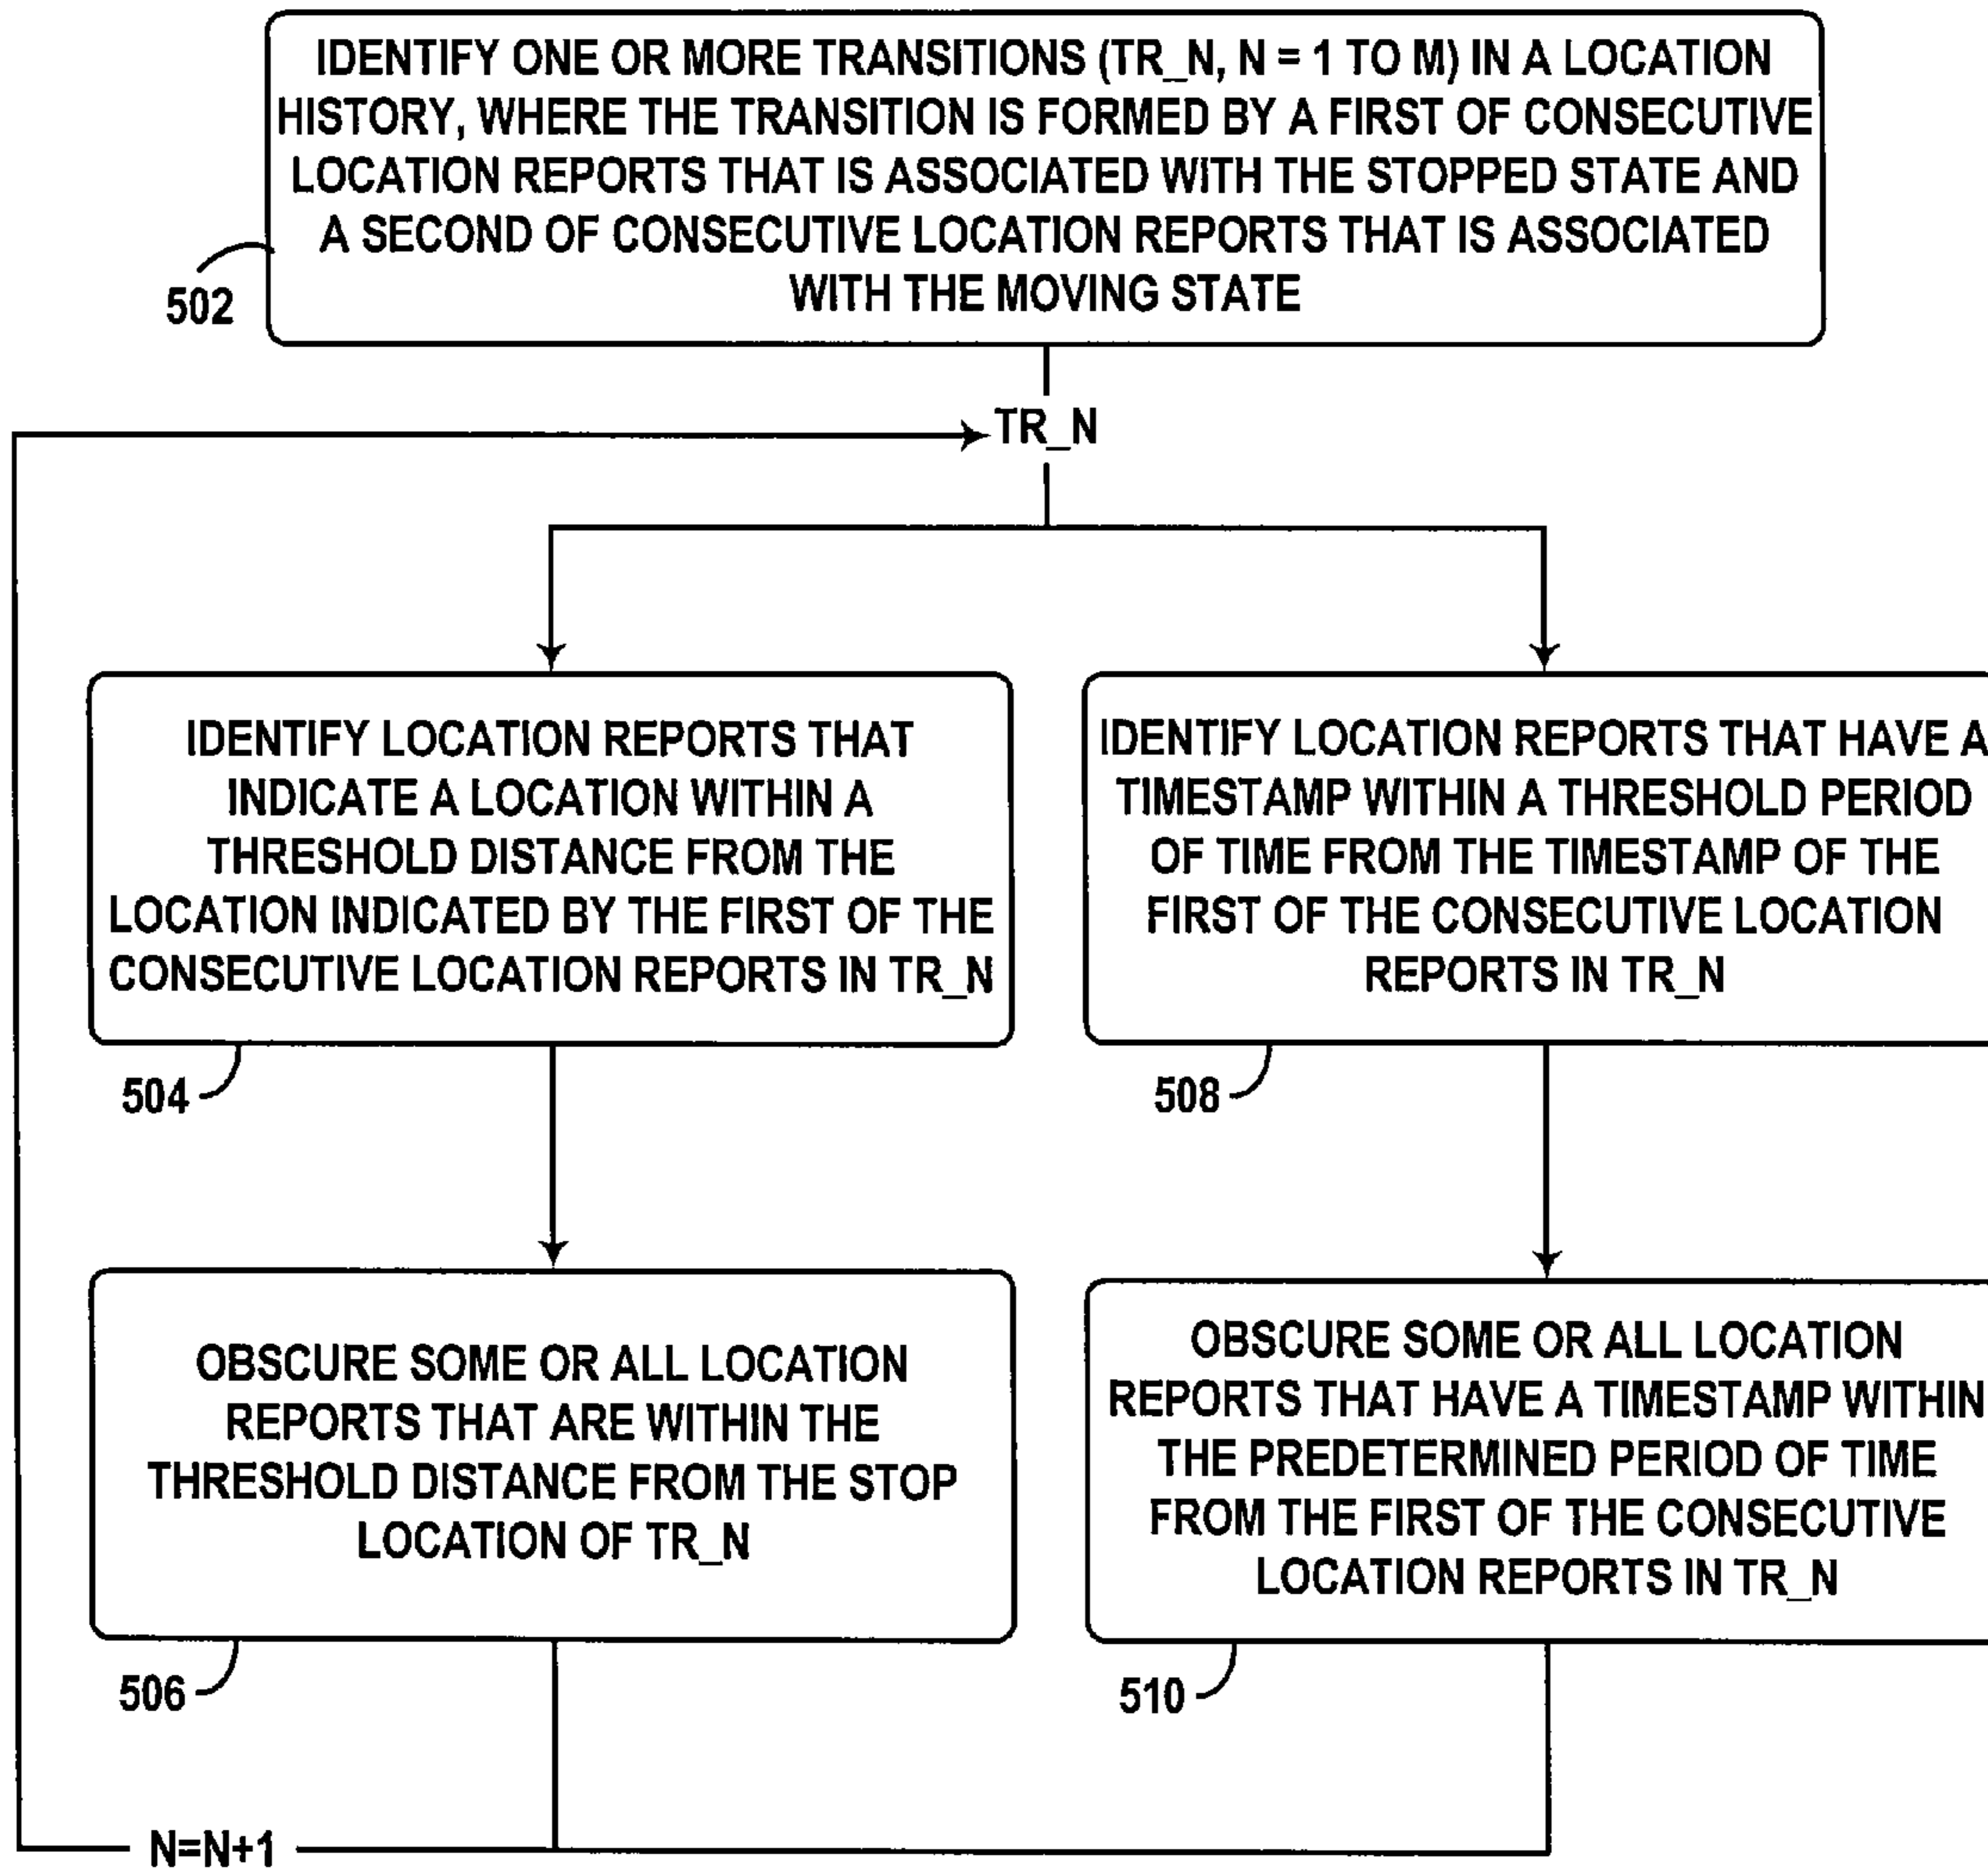 IDENTIFY ONE OR MORE TRANSITIONS (TR_N, N = 1 TO M) IN A LOCATION
HISTORY, WHERE THE TRANSITION IS FORMED BY A FIRST OF CONSECUTIVE
LOCATION REPORTS THAT IS ASSOCIATED WITH THE STOPPED STATE AND
A SECOND OF CONSECUTIVE LOCATION REPORTS THAT IS ASSOCIATED
WITH THE MOVING STATE
502
TR_N
IDENTIFY LOCATION REPORTS THAT
INDICATE A LOCATION WITHIN A
THRESHOLD DISTANCE FROM THE
LOCATION INDICATED BY THE FIRST OF THE
CONSECUTIVE LOCATION REPORTS IN TR_N
504
IDENTIFY LOCATION REPORTS THAT HAVE A
TIMESTAMP WITHIN A THRESHOLD PERIOD
OF TIME FROM THE TIMESTAMP OF THE
FIRST OF THE CONSECUTIVE LOCATION
REPORTS IN TR_N
508
OBSCURE SOME OR ALL LOCATION
REPORTS THAT ARE WITHIN THE
THRESHOLD DISTANCE FROM THE STOP
LOCATION OF TR_N
506
OBSCURE SOME OR ALL LOCATION
REPORTS THAT HAVE A TIMESTAMP WITHIN
THE PREDETERMINED PERIOD OF TIME
FROM THE FIRST OF THE CONSECUTIVE
LOCATION REPORTS IN TR_N
510
N=N+1